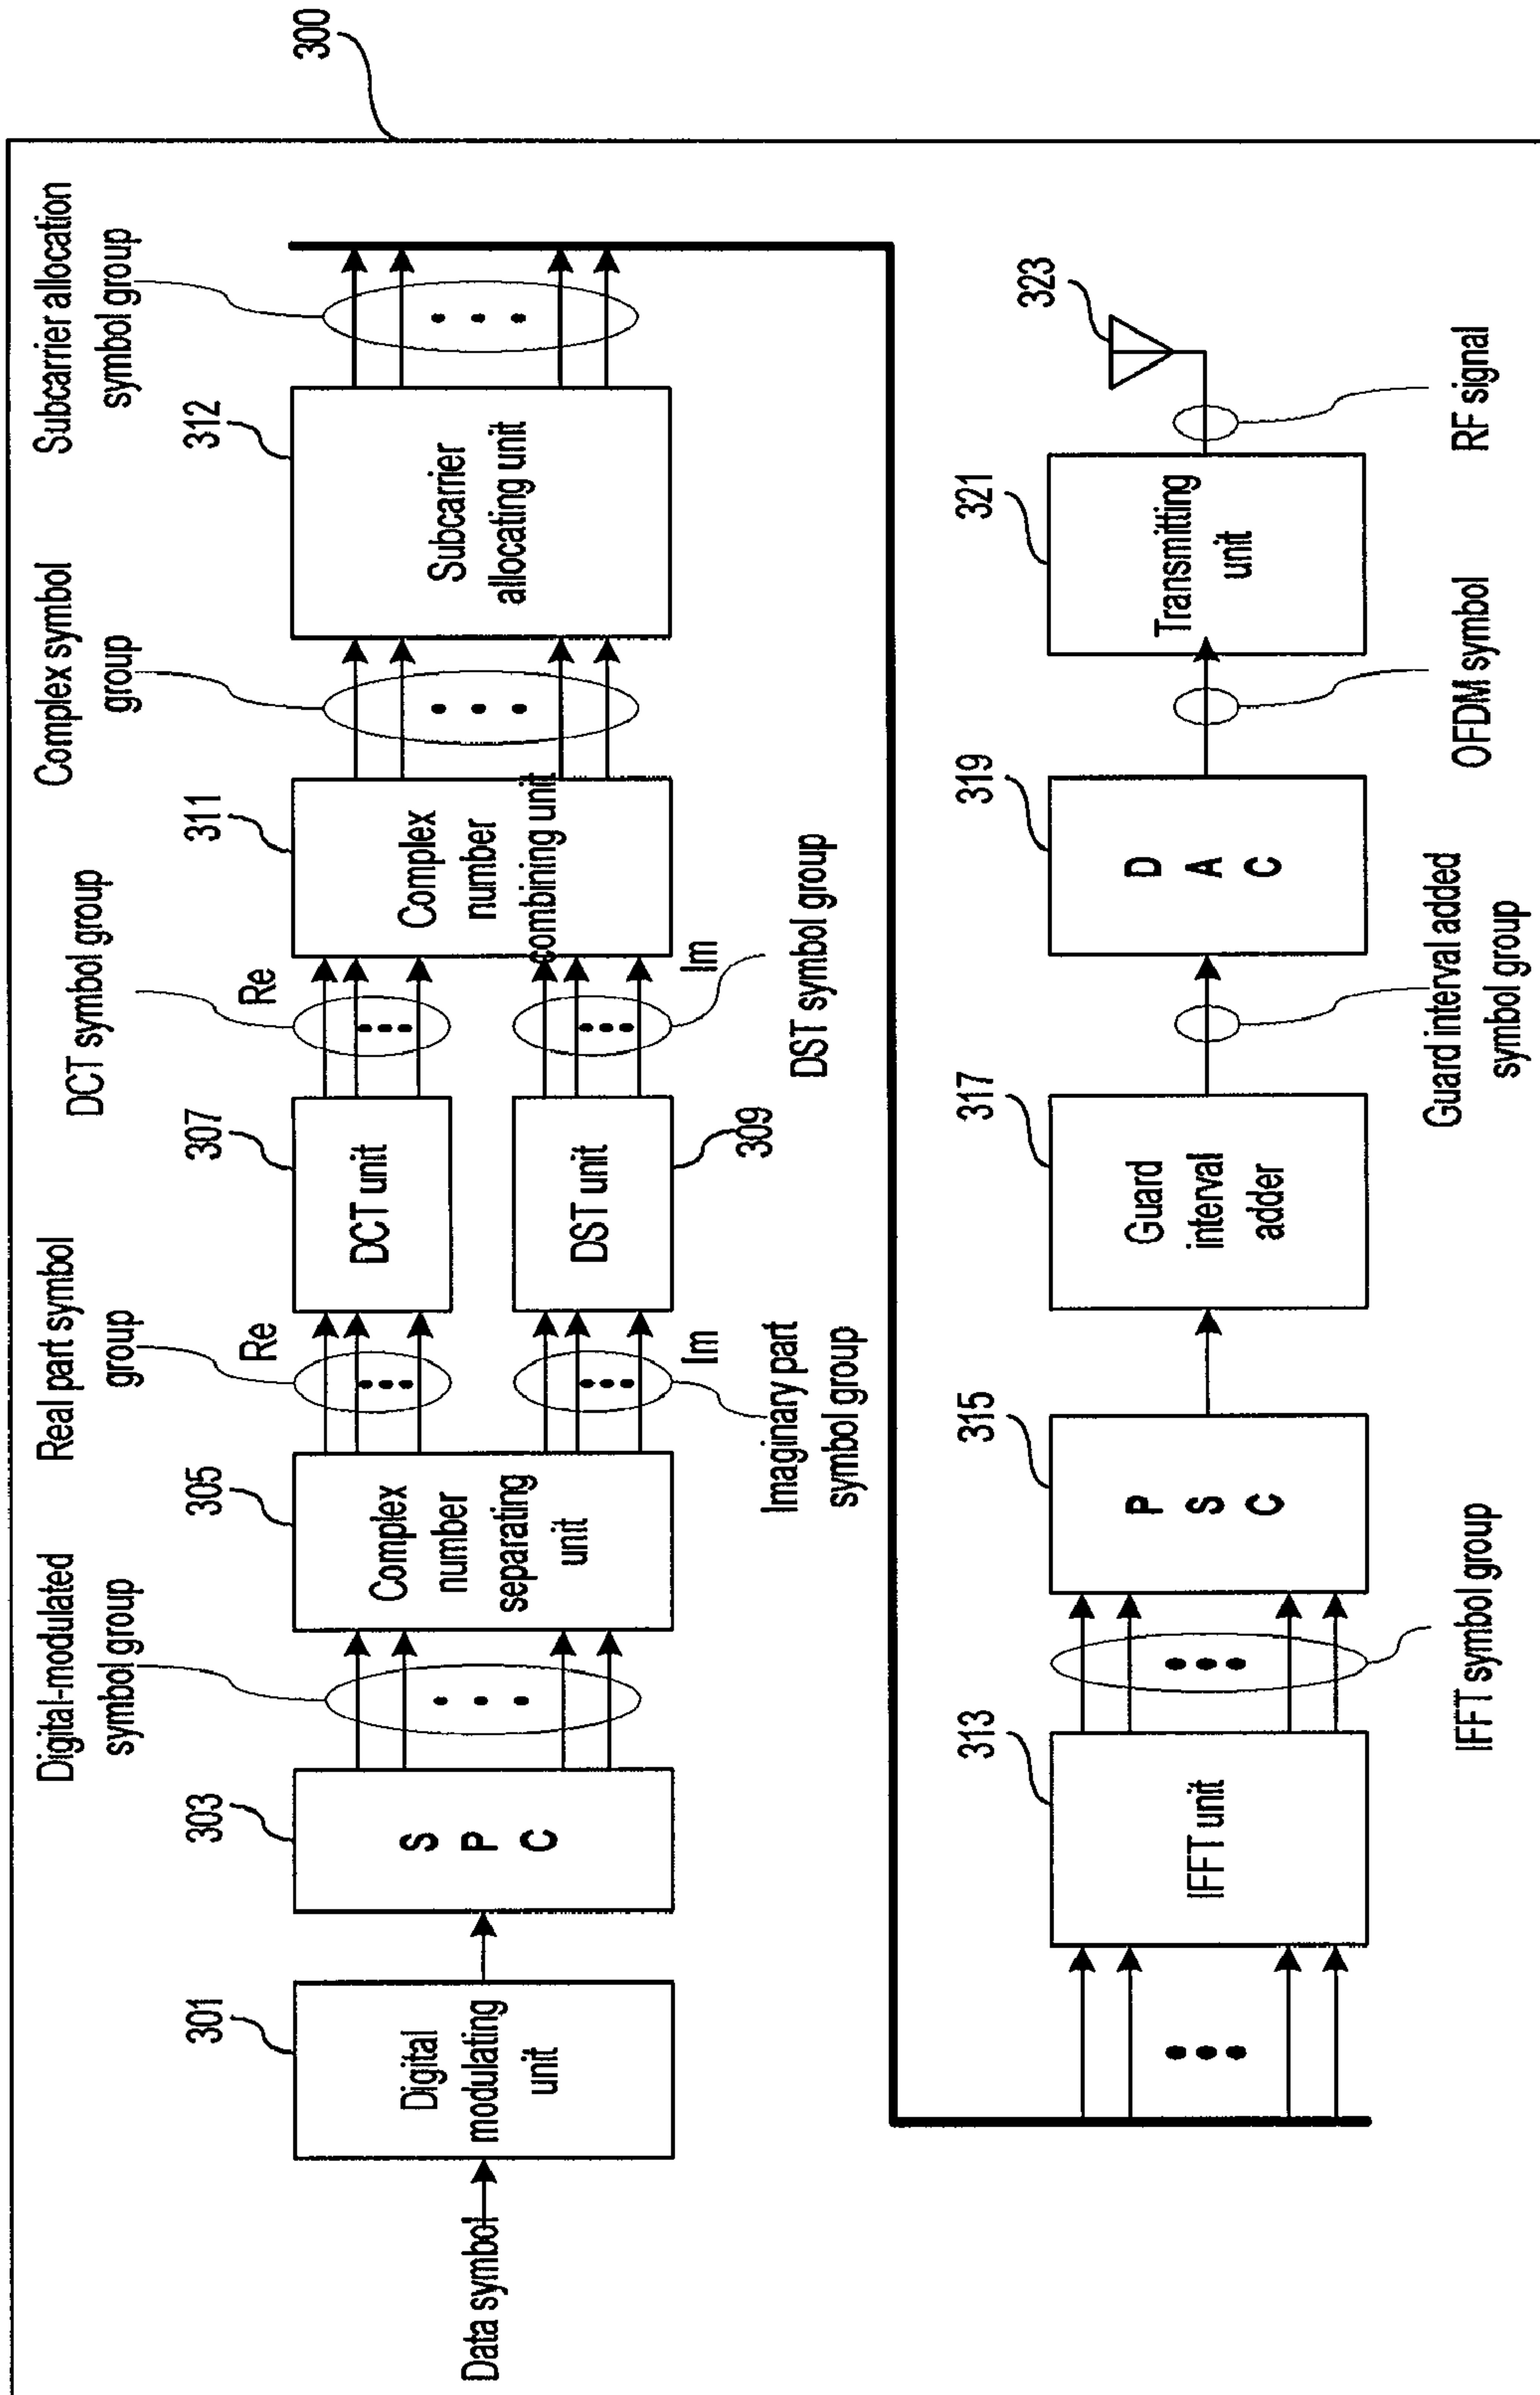 300
Digital-modulated
symbol group
Real part symbol
group
DCT symbol group
Complex symbol
group
Subcarrier allocation
symbol group
301
303
305
307
311
312
Re
Re
Data symbol
Digital
modulating
unit
S
P
C
Complex
number
separating
unit
DCT unit
DST unit
Complex
number
combining unit
Subcarrier
allocating unit
Im
Im
309
Imaginary part
symbol group
DST symbol group
313
315
317
319
321
323
IFFT unit
P
S
C
Guard
interval
adder
D
A
C
Transmitting
unit
IFFT symbol group
Guard interval added
symbol group
OFDM symbol
RF signal